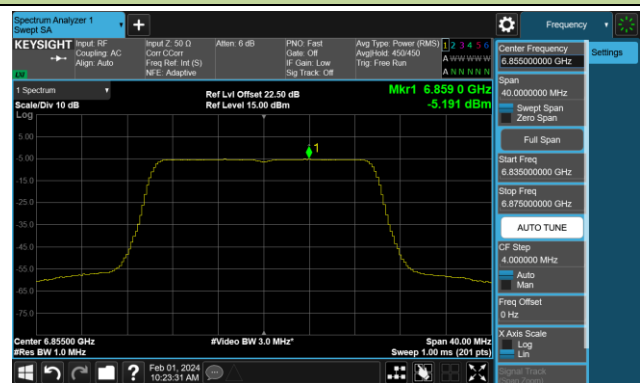 Spectrum Analyzer 1
Swept SA
+
Frequency
KEYSIGHT
Input: RF
Coupling: AC
Align: Auto
Input Z: 50 Ω
Corr CCorr
Freq Ref: Int (S)
NFE: Adaptive
Atten: 6 dB
PNO: Fast
Gate: Off
IF Gain: Low
Sig Track: Off
Avg Type: Power (RMS)
Avg|Hold: 450/450
Trig: Free Run
1 2 3 4 5 6
A W W W W W
A N N N N N
LW
1 Spectrum
Scale/Div 10 dB
Log
Ref Lvl Offset 22.50 dB
Ref Level 15.00 dBm
Mkr1 6.859 0 GHz
-5.191 dBm
1
5.00
-5.00
-15.0
-25.0
-35.0
-45.0
-55.0
-65.0
-75.0
Center 6.85500 GHz
#Res BW 1.0 MHz
#Video BW 3.0 MHz*
Span 40.00 MHz
Sweep 1.00 ms (201 pts)
Feb 01, 2024
10:23:31 AM
?
Center Frequency
6.855000000 GHz
Settings
Span
40.0000000 MHz
Swept Span
Zero Span
Full Span
Start Freq
6.835000000 GHz
Stop Freq
6.875000000 GHz
AUTO TUNE
CF Step
4.000000 MHz
Auto
Man
Freq Offset
0 Hz
X Axis Scale
Log
Lin
Signal Track